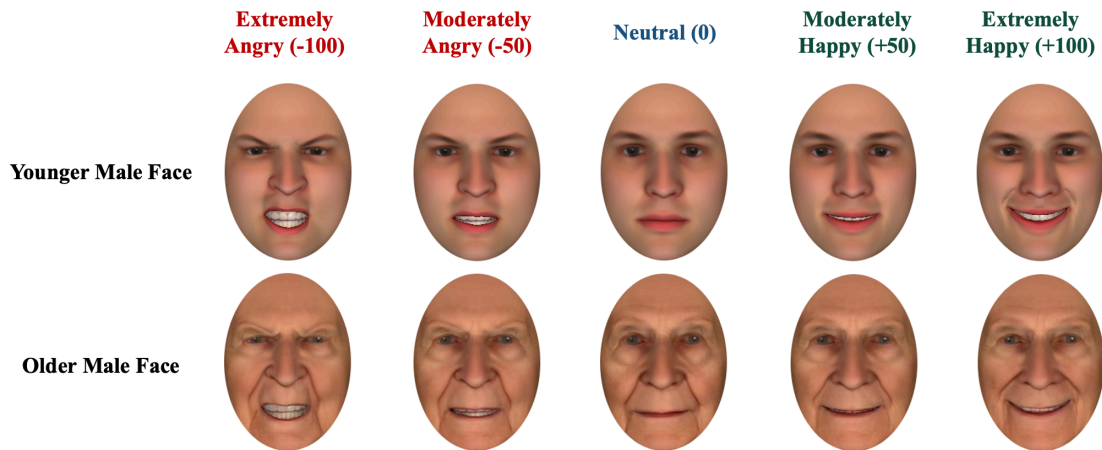 Extremely
Angry (-100)
Moderately
Angry (-50)
Neutral (0)
Moderately
Happy (+50)
Extremely
Happy (+100)
Younger Male Face
Older Male Face